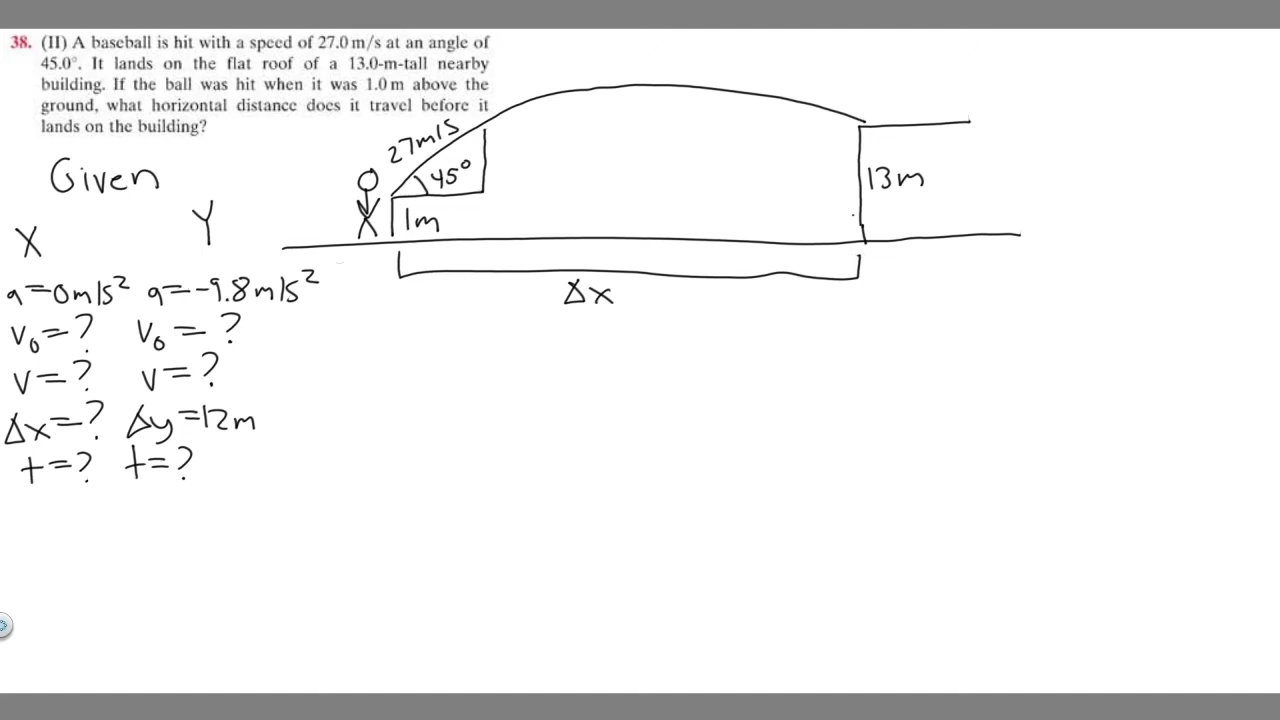 38. (II) A baseball is hit with a speed of 27.0 m/s at an angle of
45.0°. It lands on the flat roof of a 13.0-m-tall nearby
building. If the ball was hit when it was 1.0 m above the
ground, what horizontal distance does it travel before it
lands on the building?
27m/s
45°
1m
13m
Δx
Given
X Y
a=0m/s² a=-9.8m/s²
v₀=? v₀=?
v=? v=?
Δx=? Δy=12m
t=? t=?